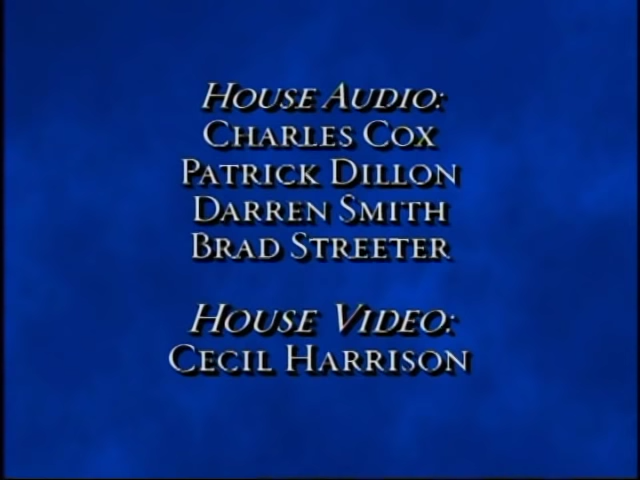 House Audio:
Charles Cox
Patrick Dillon
Darren Smith
Brad Streeter
House Video:
Cecil Harrison